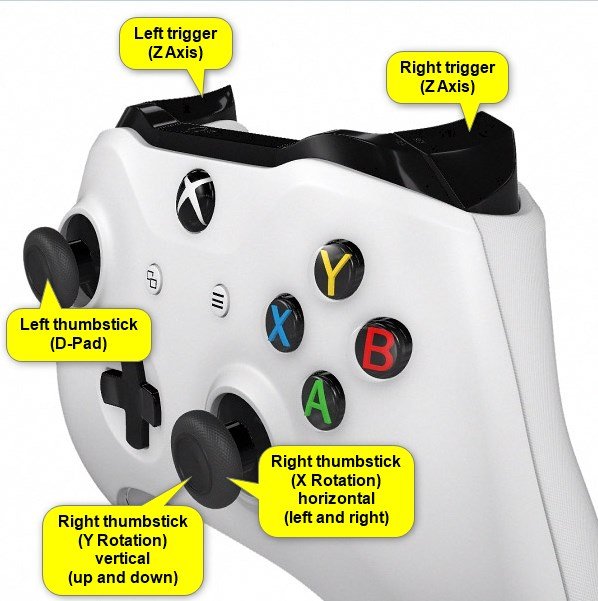 Left trigger
(Z Axis)
Right trigger
(Z Axis)
Y
X
B
A
Left thumbstick
(D-Pad)
Right thumbstick
(X Rotation)
horizontal
(left and right)
Right thumbstick
(Y Rotation)
vertical
(up and down)